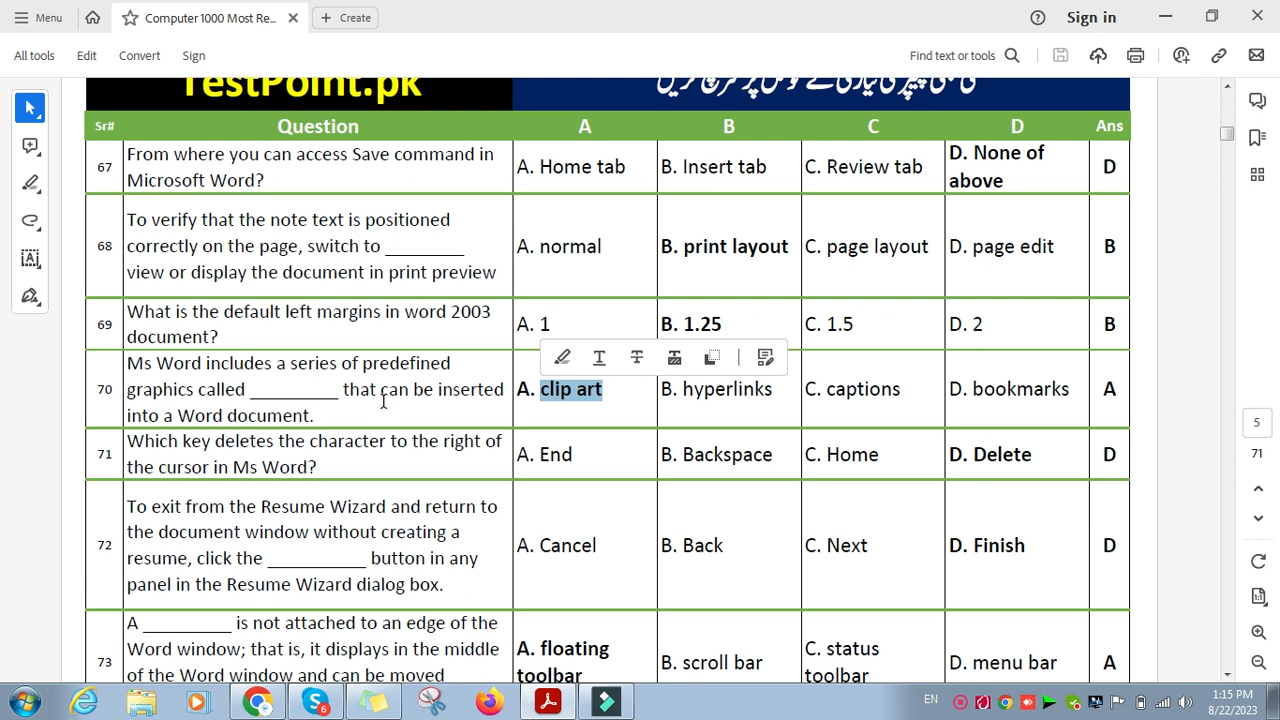 Menu
Computer 1000 Most Re...
Create
Sign in
All tools
Edit
Convert
Sign
Find text or tools
TestPoint.pk
Sr#
Question
A
B
C
D
Ans
67
From where you can access Save command in
Microsoft Word?
A. Home tab
B. Insert tab
C. Review tab
D. None of
above
D
68
To verify that the note text is positioned
correctly on the page, switch to _________
view or display the document in print preview
A. normal
B. print layout
C. page layout
D. page edit
B
69
What is the default left margins in word 2003
document?
A. 1
B. 1.25
C. 1.5
D. 2
B
70
Ms Word includes a series of predefined
graphics called __________ that can be inserted
into a Word document.
A. clip art
B. hyperlinks
C. captions
D. bookmarks
A
71
Which key deletes the character to the right of
the cursor in Ms Word?
A. End
B. Backspace
C. Home
D. Delete
D
72
To exit from the Resume Wizard and return to
the document window without creating a
resume, click the ___________ button in any
panel in the Resume Wizard dialog box.
A. Cancel
B. Back
C. Next
D. Finish
D
73
A __________ is not attached to an edge of the
Word window; that is, it displays in the middle
of the Word window and can be moved
A. floating
toolbar
B. scroll bar
C. status
toolbar
D. menu bar
A
5
71
1:1
6
EN
1:15 PM
8/22/2023